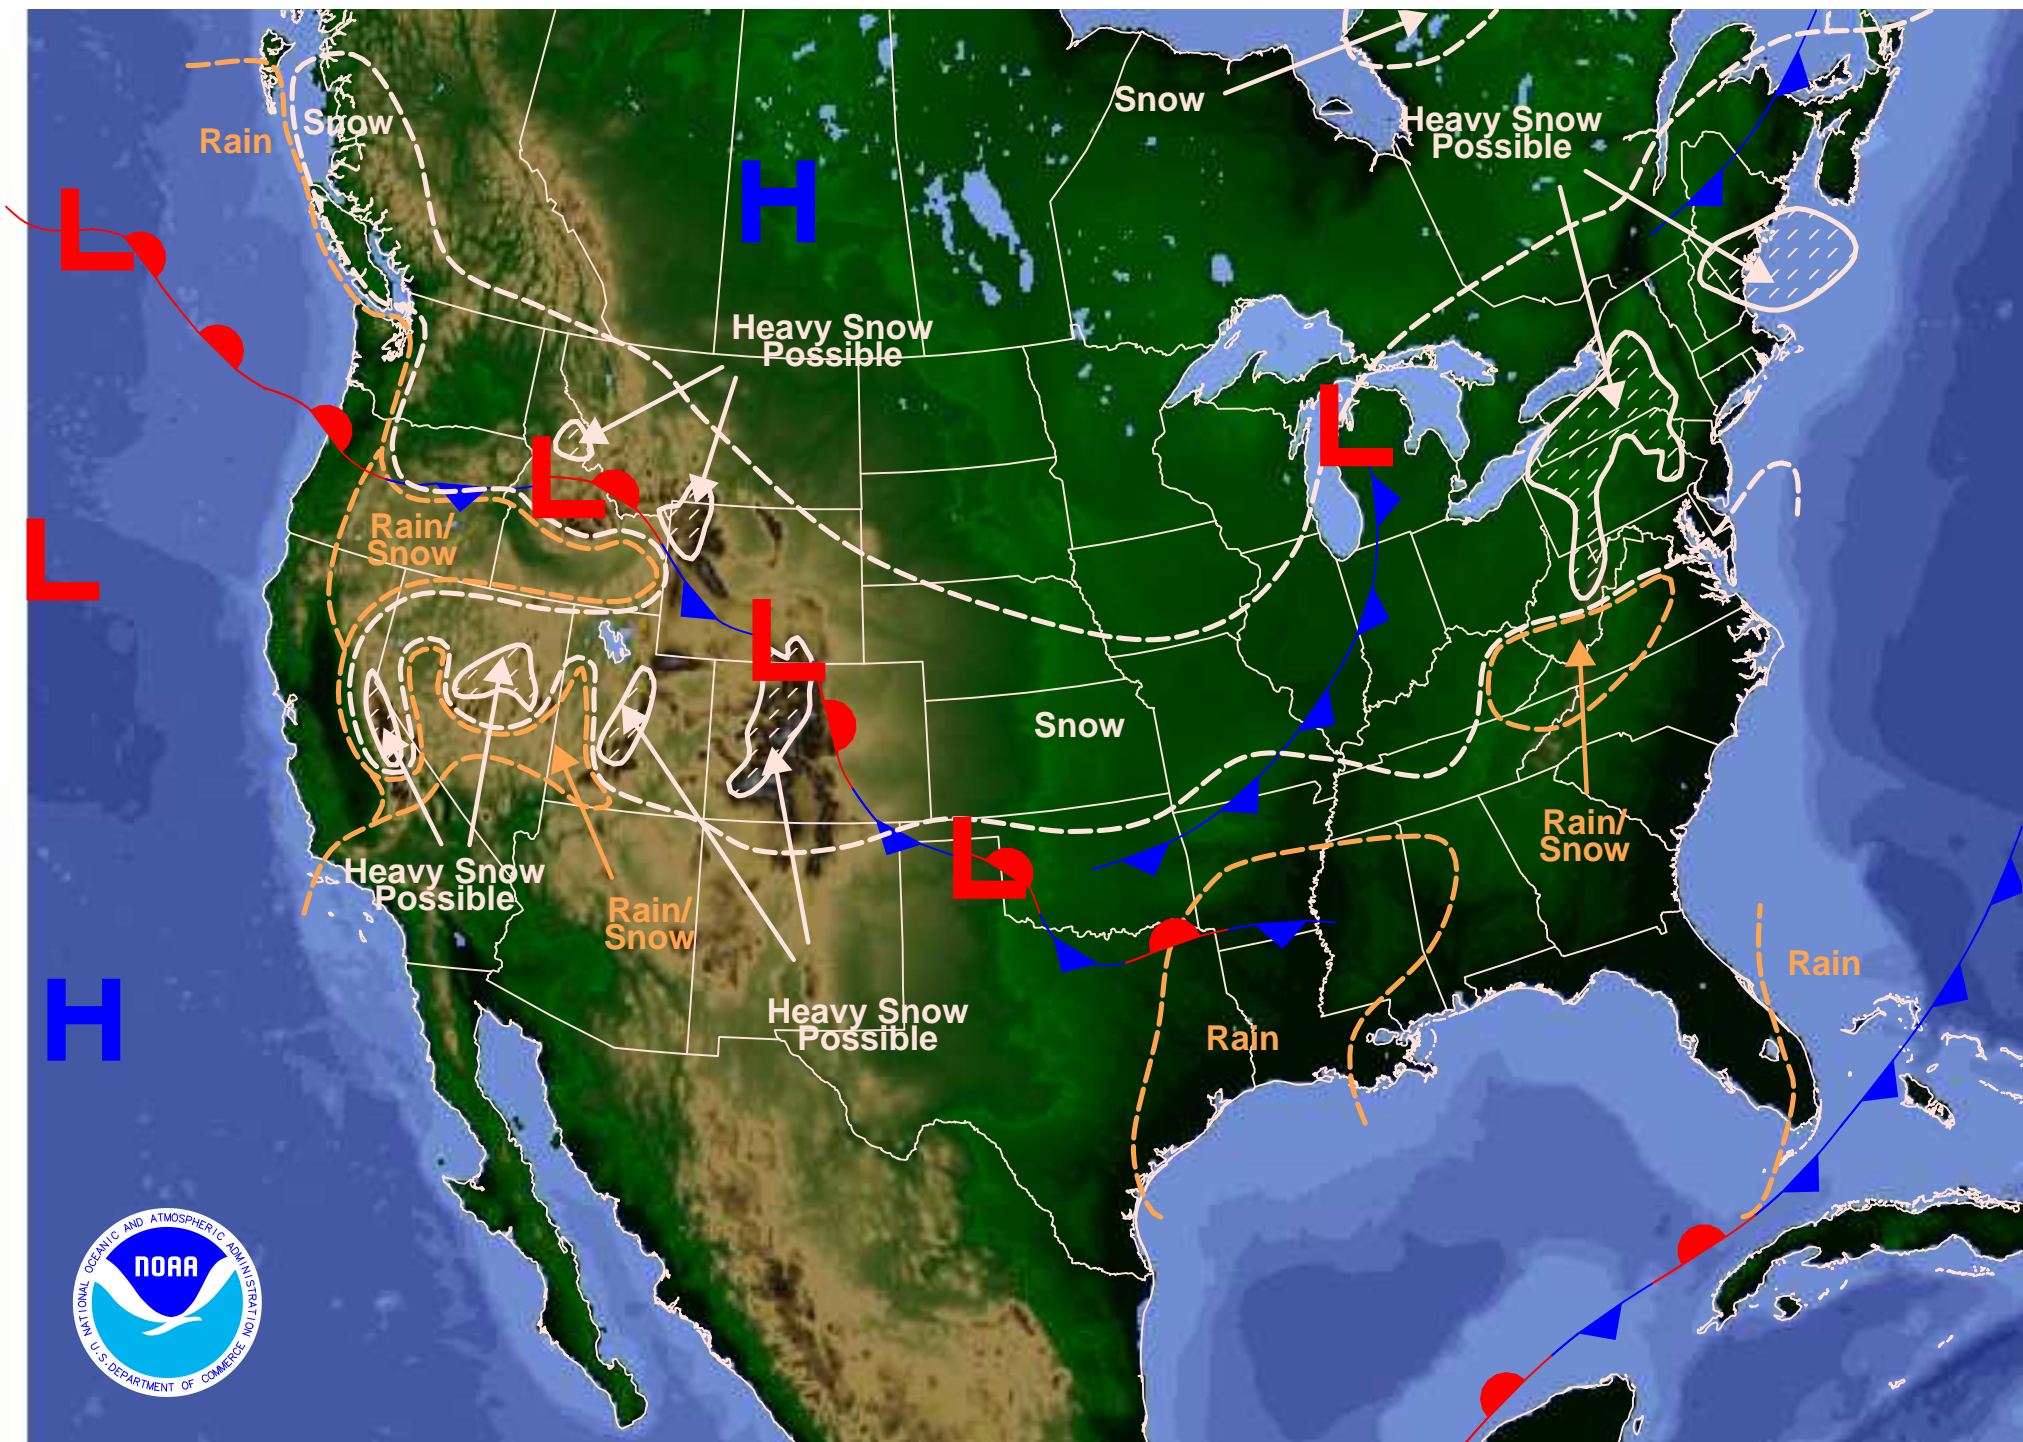 Snow
Heavy Snow
Possible
Snow
Rain
H
L
Heavy Snow
Possible
L
L
Rain/
Snow
L
L
L
Snow
Rain/
Snow
L
Heavy Snow
Possible
Rain/
Snow
Rain
H
Heavy Snow
Possible
Rain
NATIONAL OCEANIC AND ATMOSPHERIC ADMINISTRATION
NOAA
U.S. DEPARTMENT OF COMMERCE